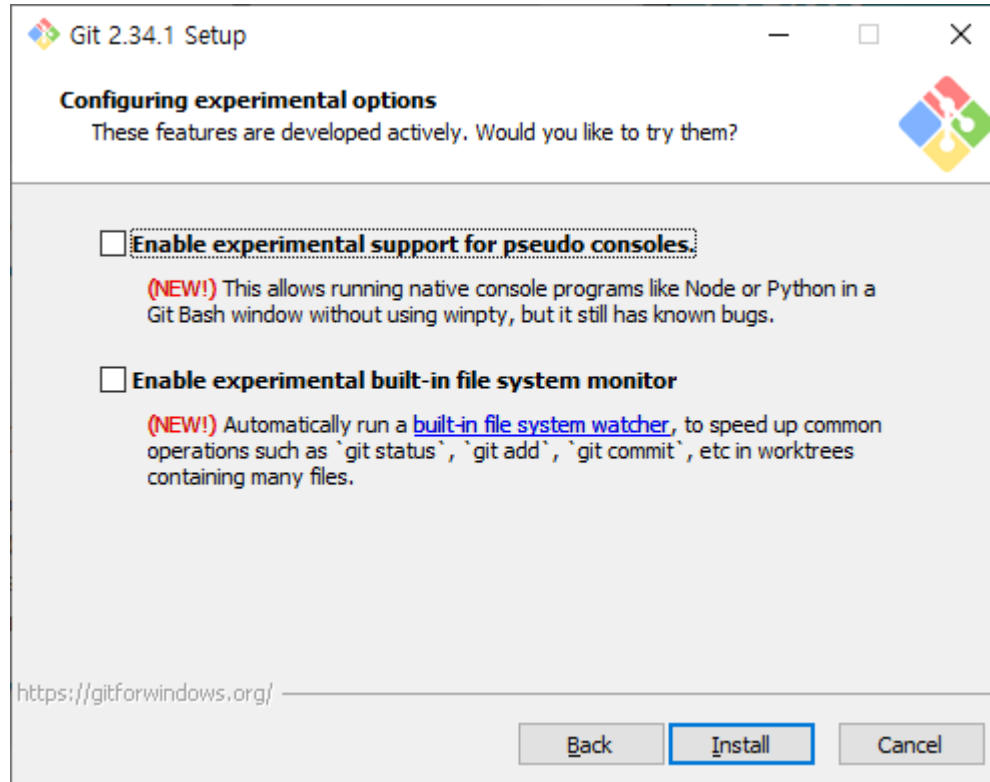 Git 2.34.1 Setup
Configuring experimental options
These features are developed actively. Would you like to try them?
Enable experimental support for pseudo consoles.
(NEW!) This allows running native console programs like Node or Python in a
Git Bash window without using winpty, but it still has known bugs.
Enable experimental built-in file system monitor
(NEW!) Automatically run a built-in file system watcher, to speed up common
operations such as `git status`, `git add`, `git commit`, etc in worktrees
containing many files.
https://gitforwindows.org/
Back
Install
Cancel